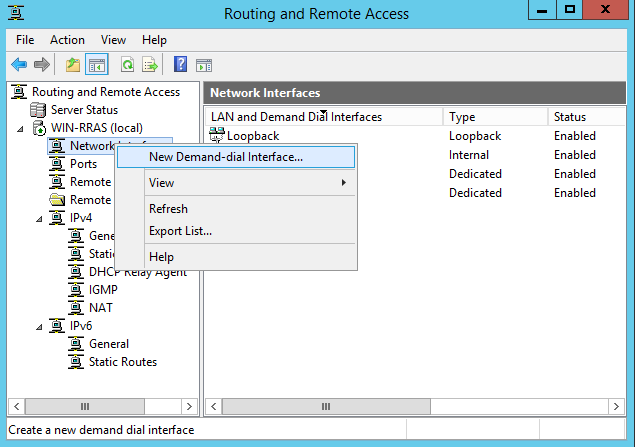 Routing and Remote Access
File Action View Help
Routing and Remote Access
Server Status
WIN-RRAS (local)
Network
Ports
Remote
Remote
IPv4
Gene
Static
DHCP Relay Agent
IGMP
NAT
IPv6
General
Static Routes
Network Interfaces
LAN and Demand Dial Interfaces Type Status
Loopback Loopback Enabled
Internal Enabled
Dedicated Enabled
Dedicated Enabled
New Demand-dial Interface...
View
Refresh
Export List...
Help
Create a new demand dial interface